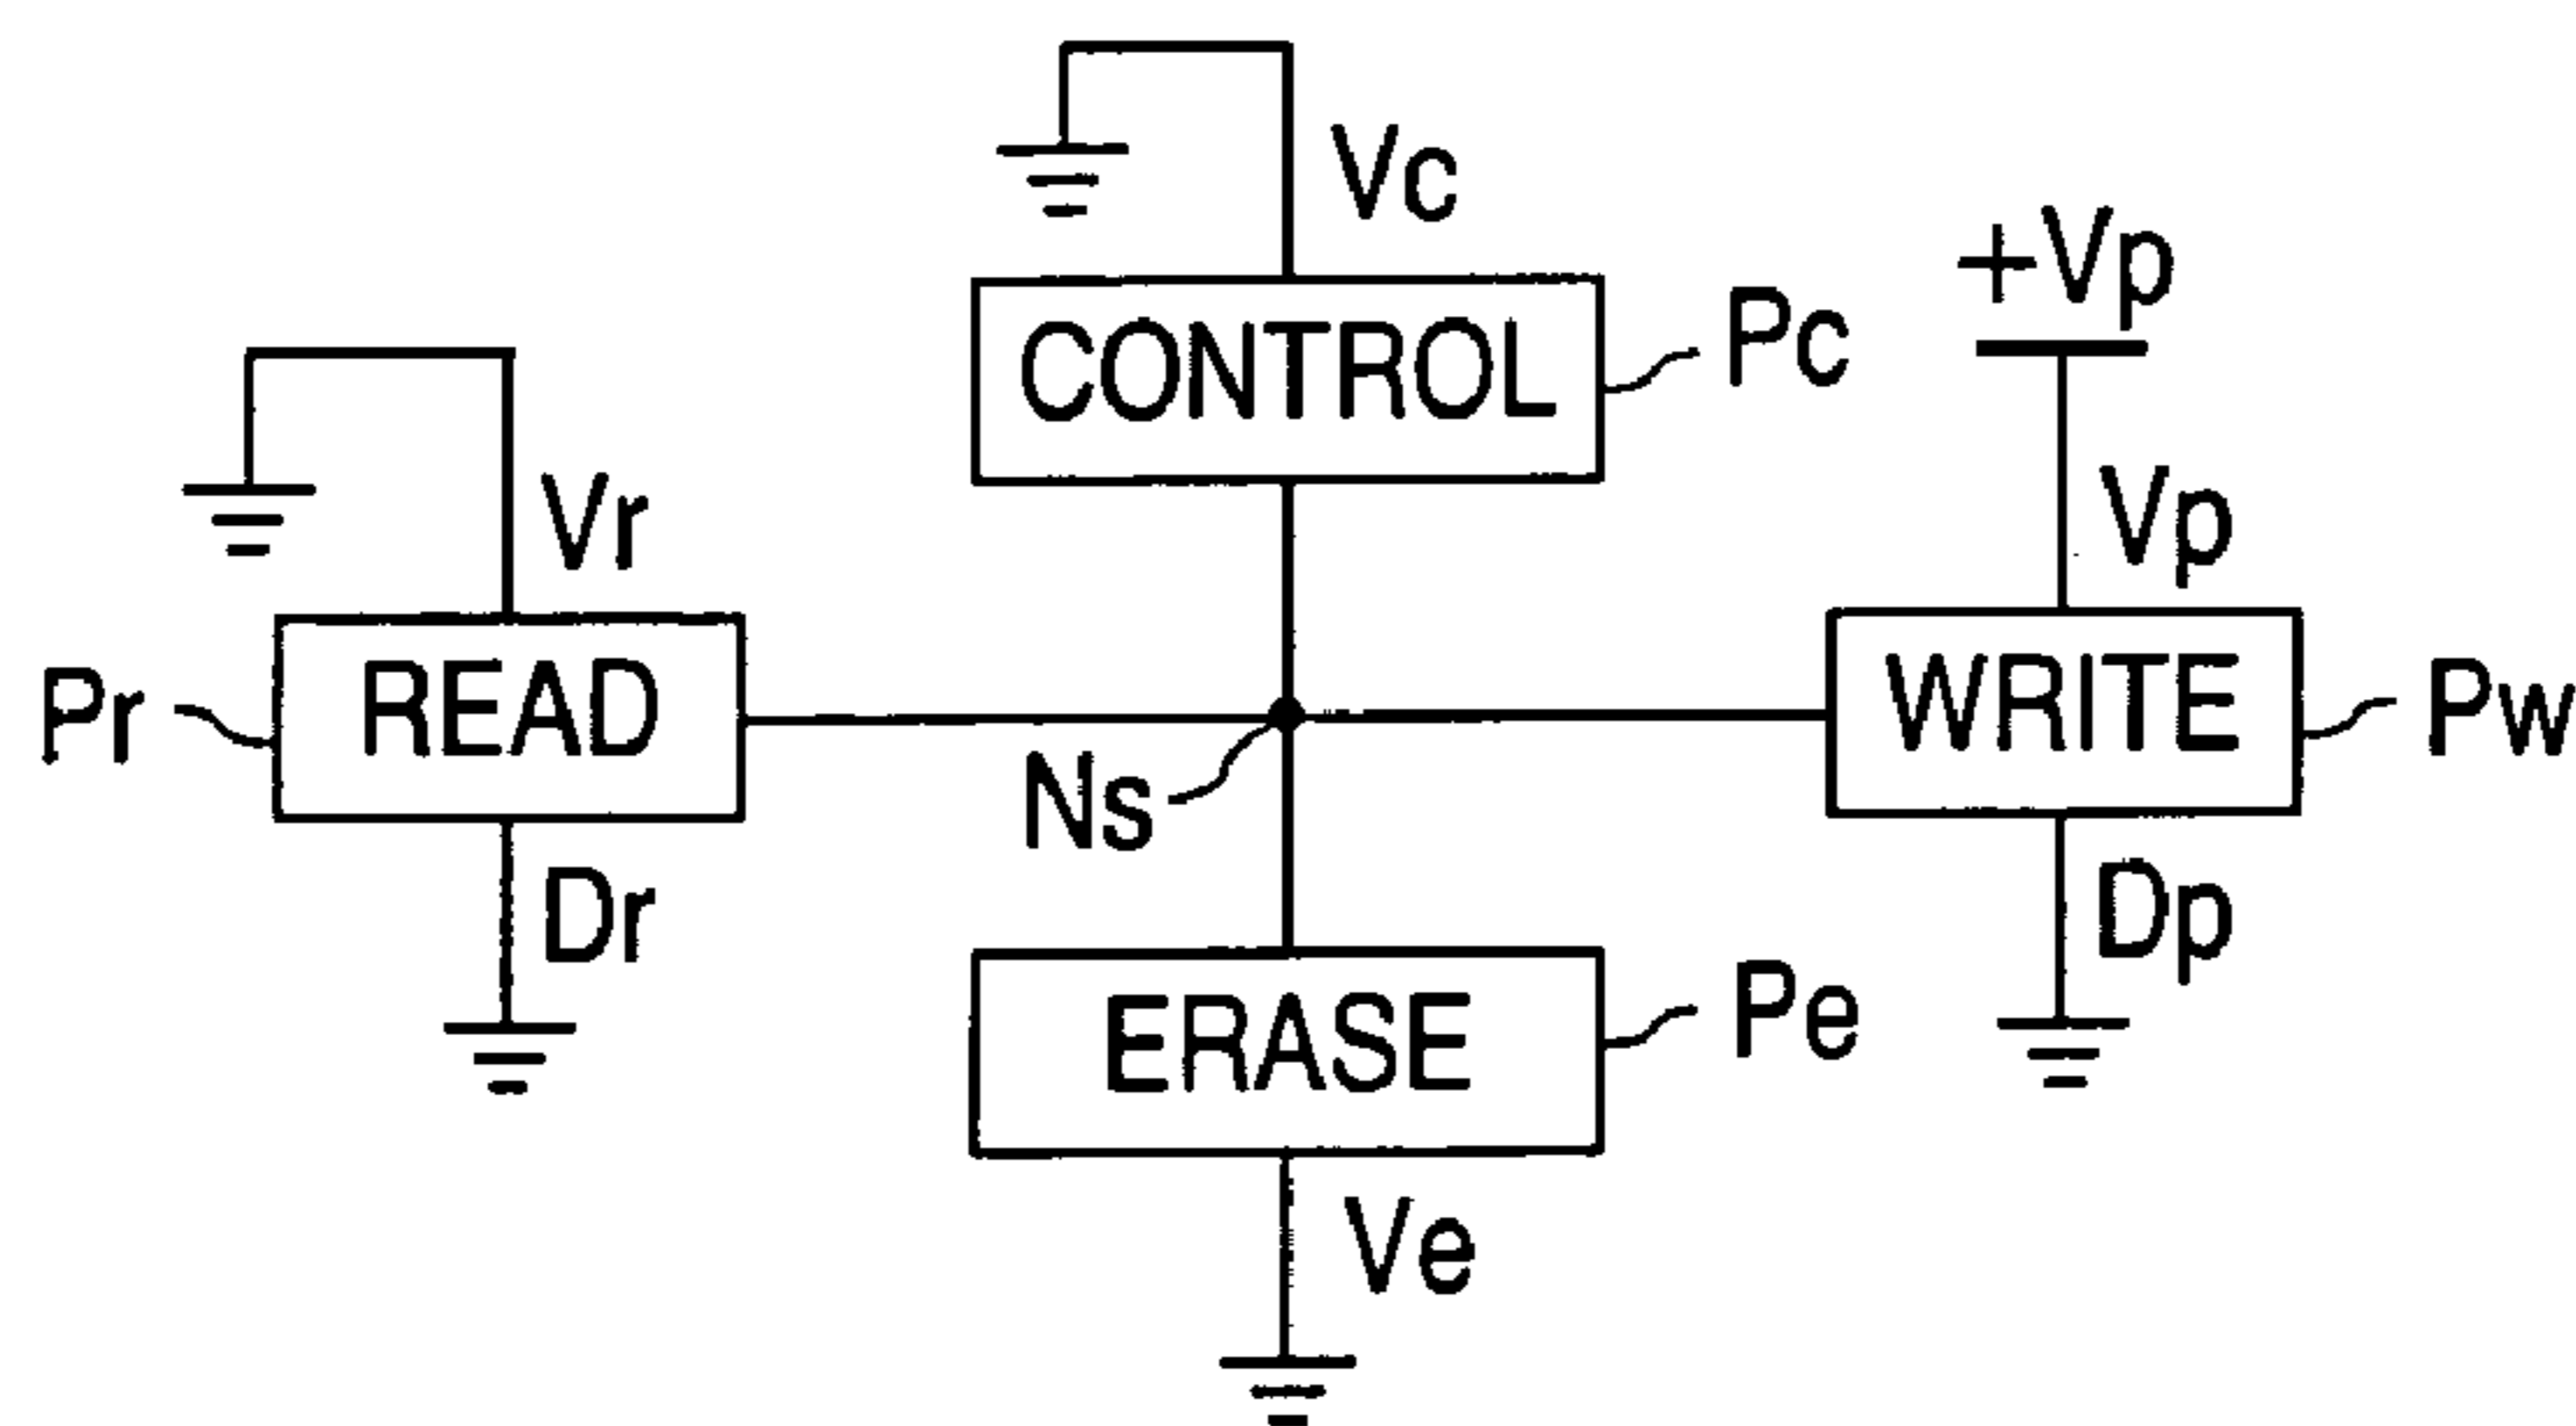 Vc
+Vp
CONTROL
Pc
Vr
Vp
Pr
READ
WRITE
Pw
Ns
Dr
Dp
ERASE
Pe
Ve